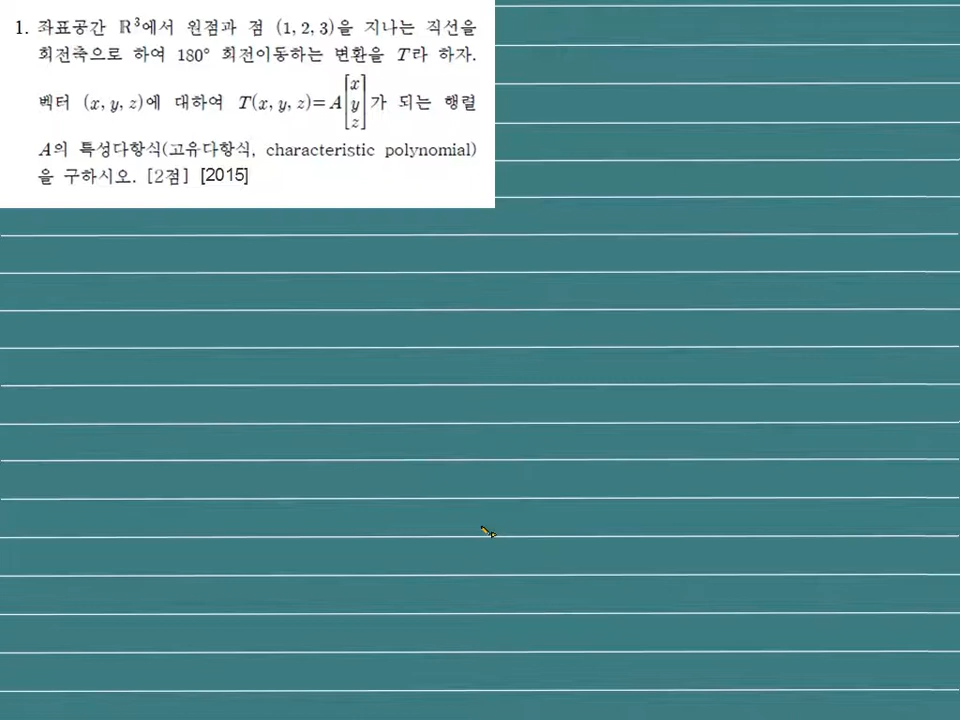 1. 좌표공간 ℝ³에서 원점과 점 (1, 2, 3)을 지나는 직선을
회전축으로 하여 180° 회전이동하는 변환을 T라 하자.
벡터 (x, y, z)에 대하여 T(x, y, z)=A[x y z]가 되는 행렬
A의 특성다항식(고유다항식, characteristic polynomial)
을 구하시오. [2점] [2015]